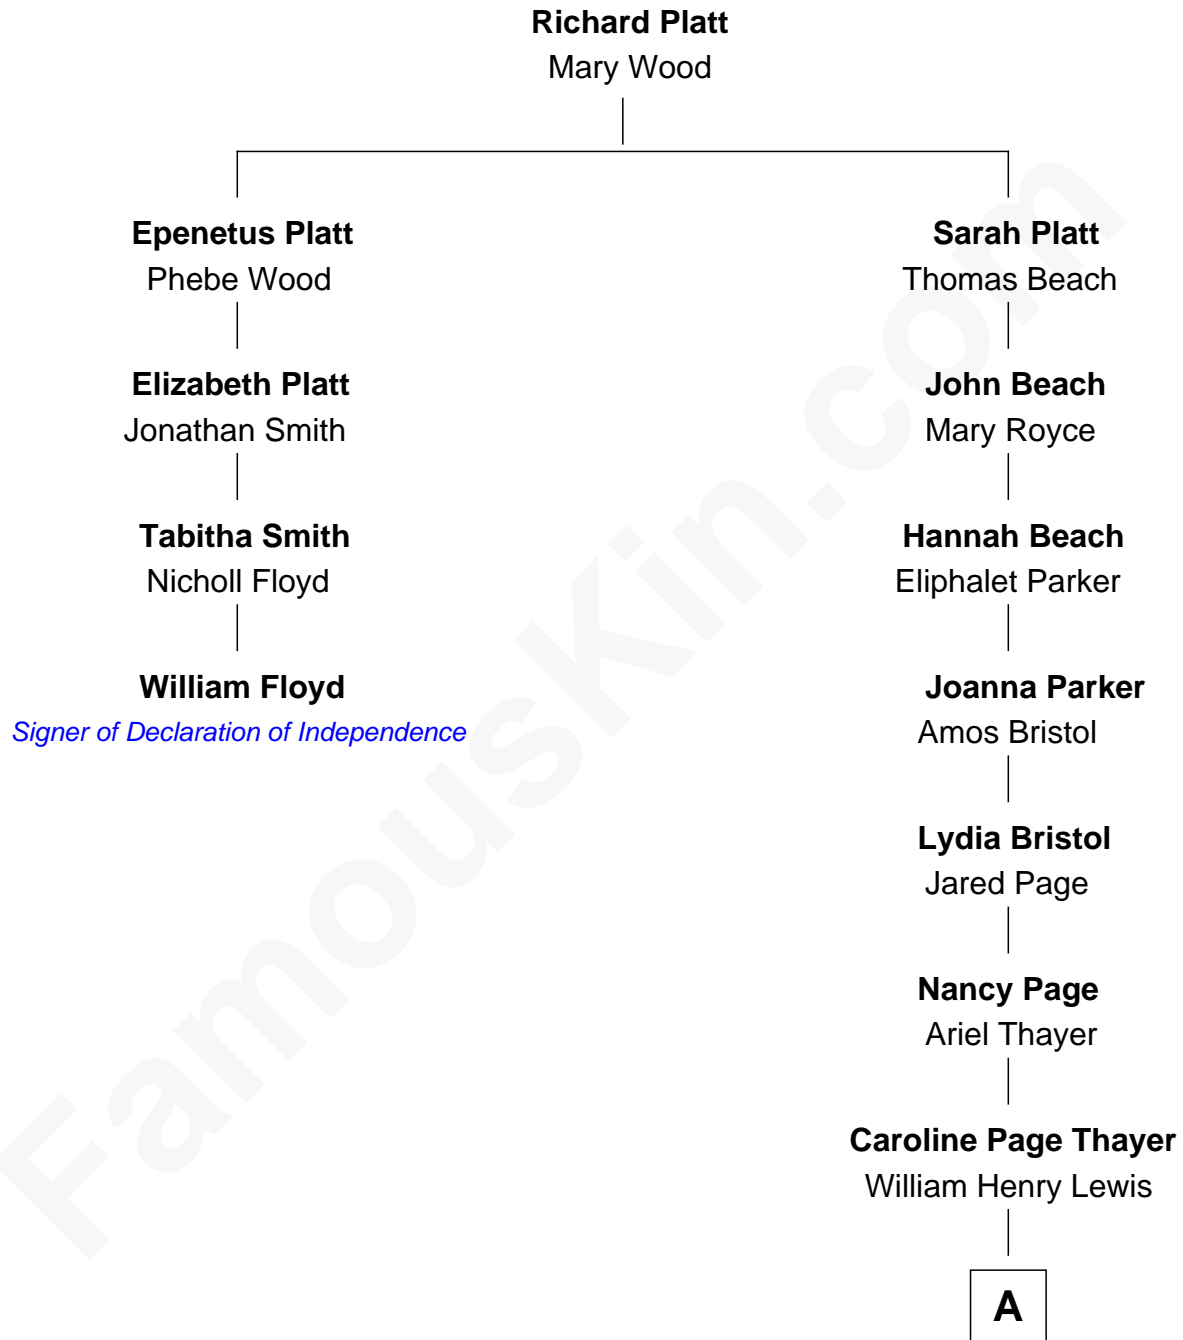 Richard Platt
Mary Wood
Epenetus Platt
Phebe Wood
Sarah Platt
Thomas Beach
Elizabeth Platt
Jonathan Smith
John Beach
Mary Royce
Tabitha Smith
Nicholl Floyd
Hannah Beach
Eliphalet Parker
William Floyd
Signer of Declaration of Independence
Joanna Parker
Amos Bristol
Lydia Bristol
Jared Page
Nancy Page
Ariel Thayer
Caroline Page Thayer
William Henry Lewis
A
FamousKin.com